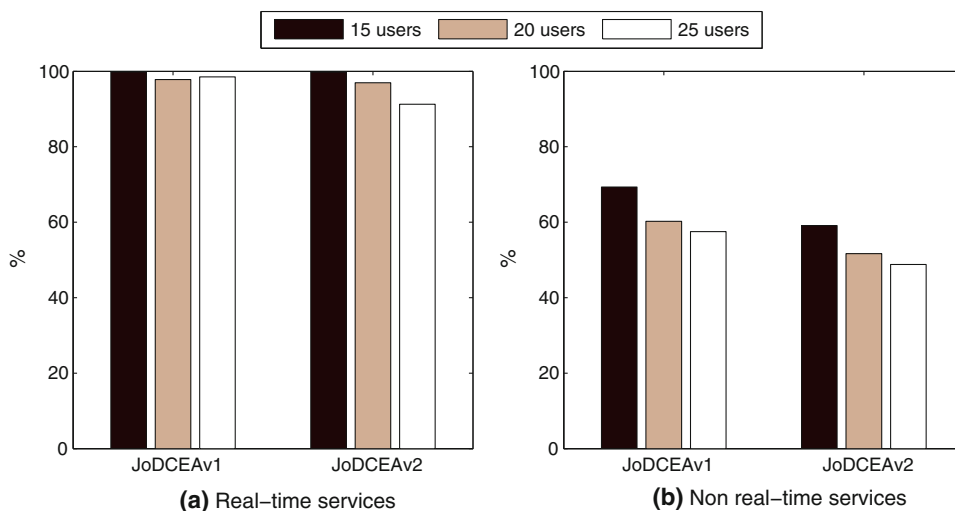 15 users 20 users 25 users
100
80
60
40
20
0
%
JoDCEAv1 JoDCEAv2
(a) Real-time services
100
80
60
40
20
0
%
JoDCEAv1 JoDCEAv2
(b) Non real-time services